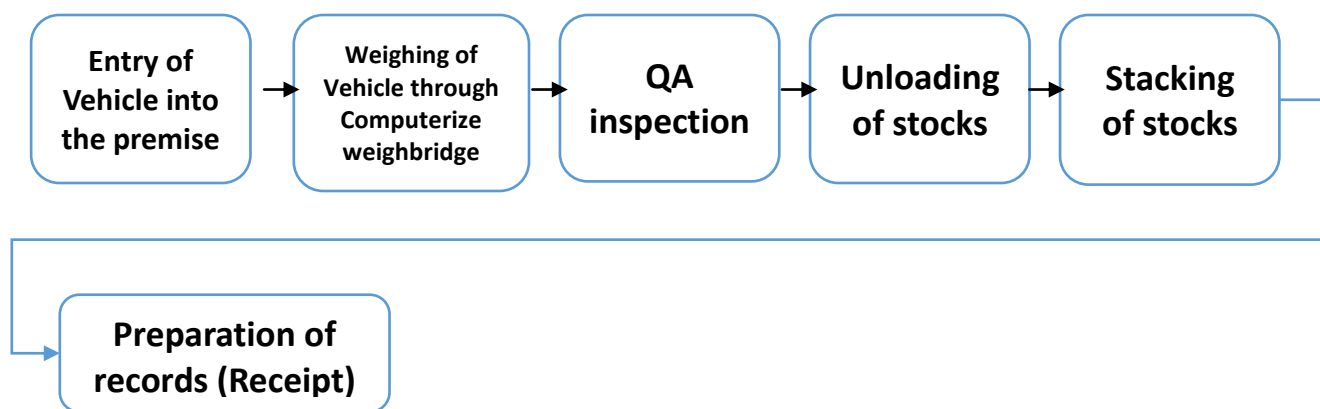 Entry of
Vehicle into
the premise
Weighing of
Vehicle through
Computerize
weighbridge
QA
inspection
Unloading
of stocks
Stacking
of stocks
Preparation of
records (Receipt)